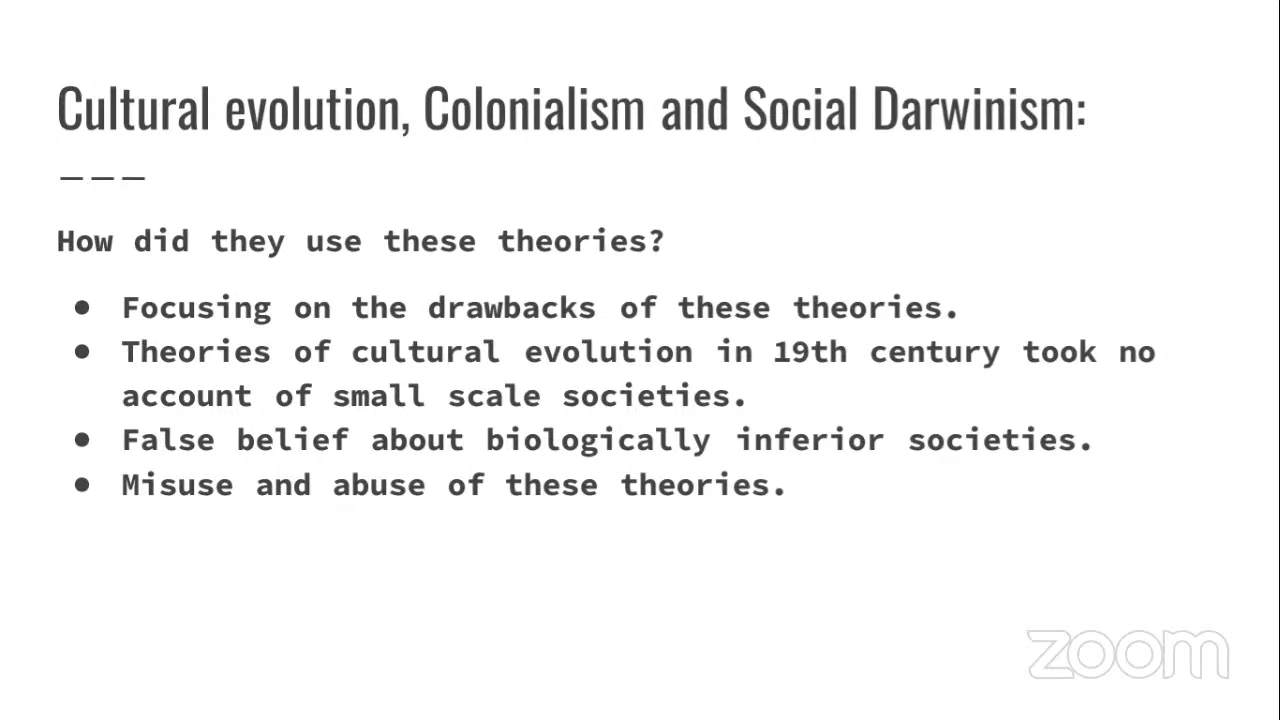 Cultural evolution, Colonialism and Social Darwinism:
How did they use these theories?
● Focusing on the drawbacks of these theories.
● Theories of cultural evolution in 19th century took no
account of small scale societies.
● False belief about biologically inferior societies.
● Misuse and abuse of these theories.
zoom